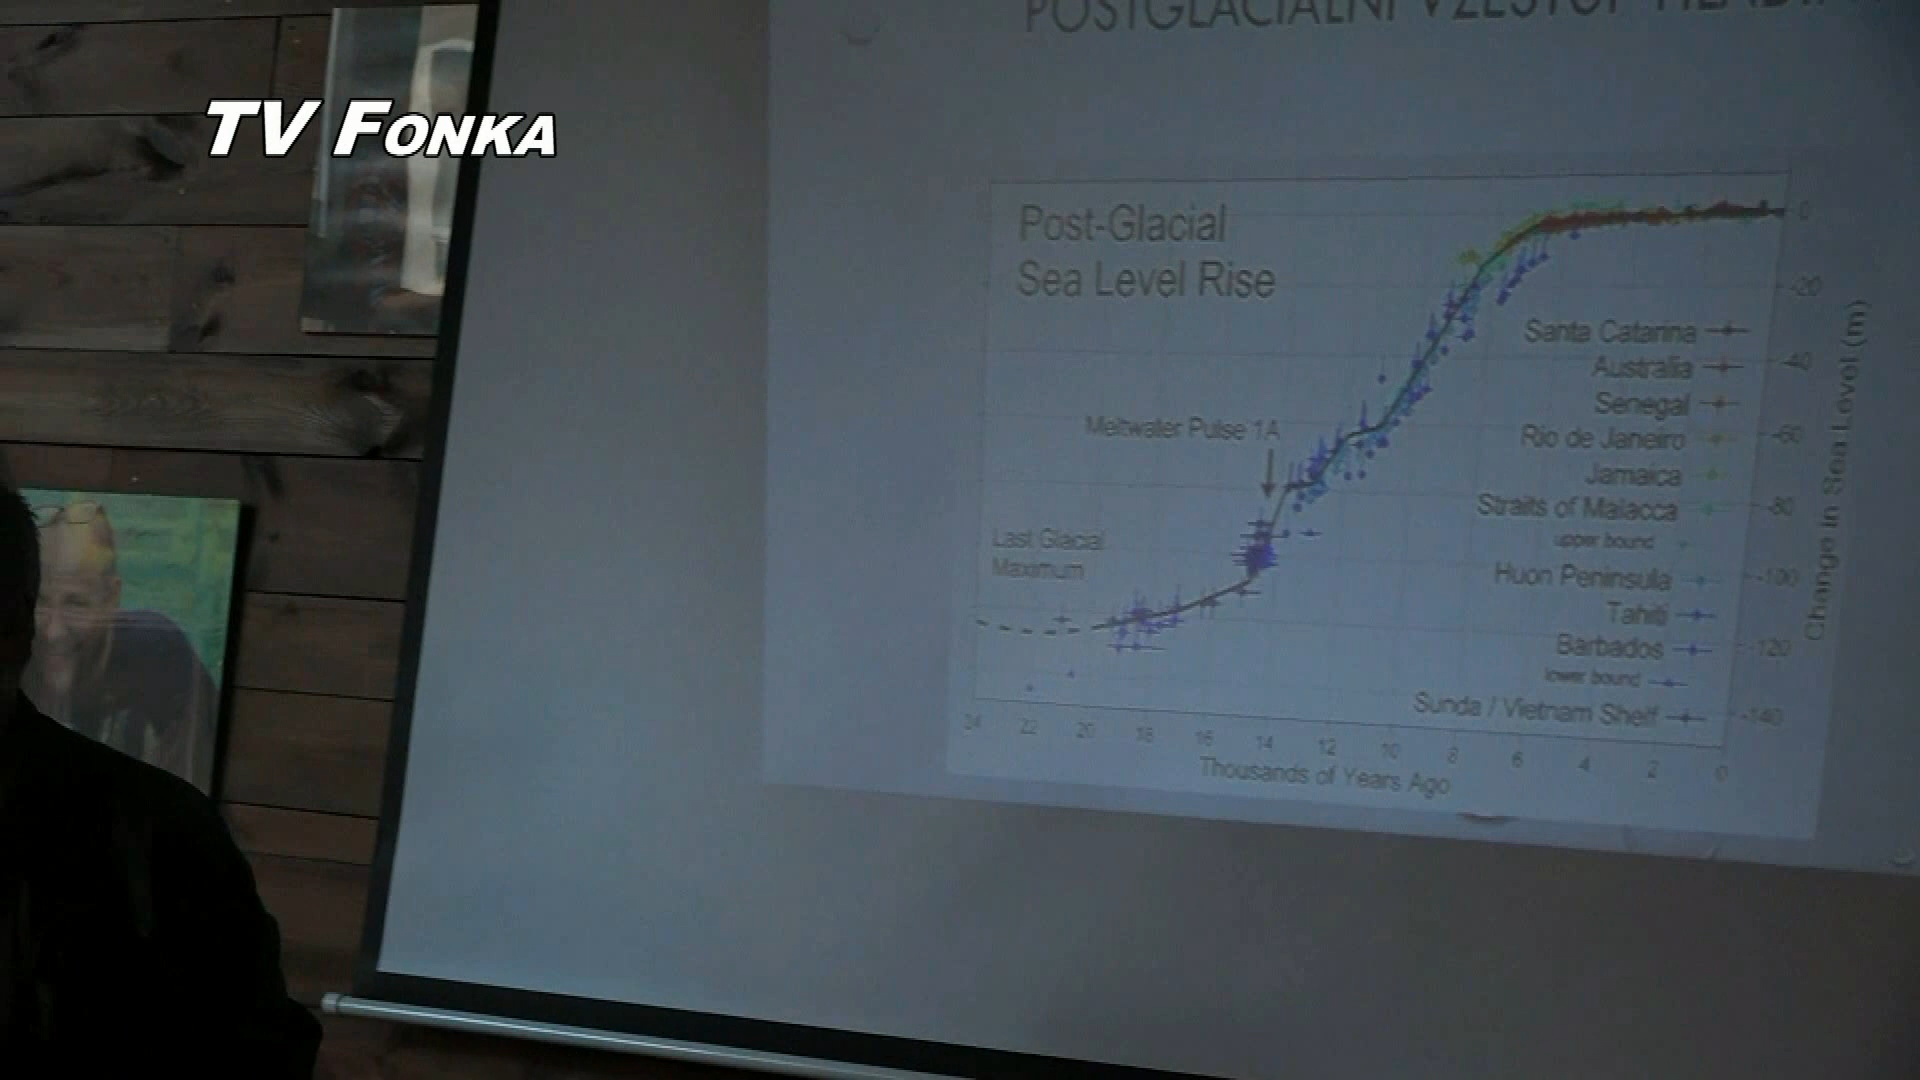 TV FONKA
POSTGLACIÁLNÍ VZESTUP
Post-Glacial
Sea Level Rise
Meltwater Pulse 1A
Last Glacial
Maximum
Santa Catarina
Australia
Senegal
Rio de Janeiro
Jamaica
Straits of Malacca
upper bound
Huon Peninsula
Tahiti
Barbados
lower bound
Sunda / Vietnam Shelf
0
-20
-40
-60
-80
-100
-120
-140
Change in Sea Level (m)
24 22 20 18 16 14 12 10 8 6 4 2 0
Thousands of Years Ago